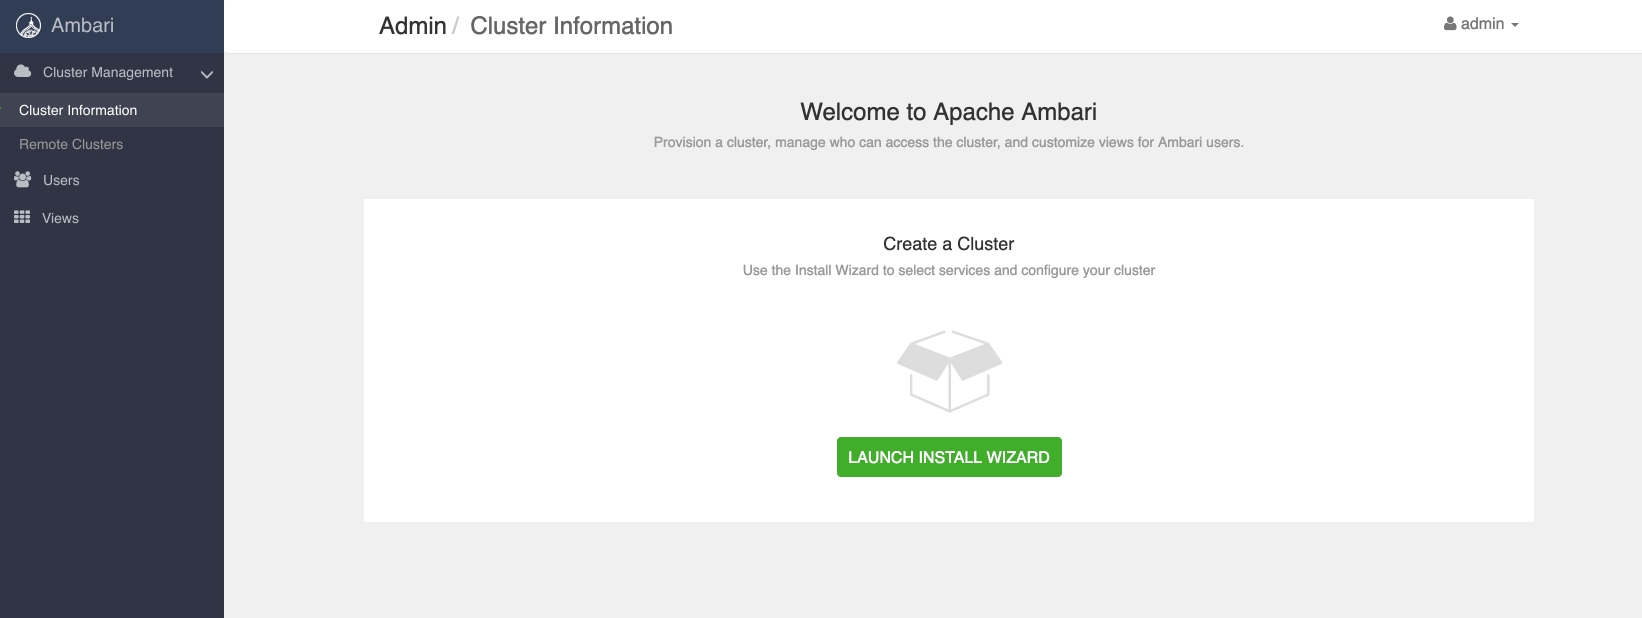 Ambari
Cluster Management
Cluster Information
Remote Clusters
Users
Views
Admin / Cluster Information
admin
Welcome to Apache Ambari
Provision a cluster, manage who can access the cluster, and customize views for Ambari users.
Create a Cluster
Use the Install Wizard to select services and configure your cluster
LAUNCH INSTALL WIZARD